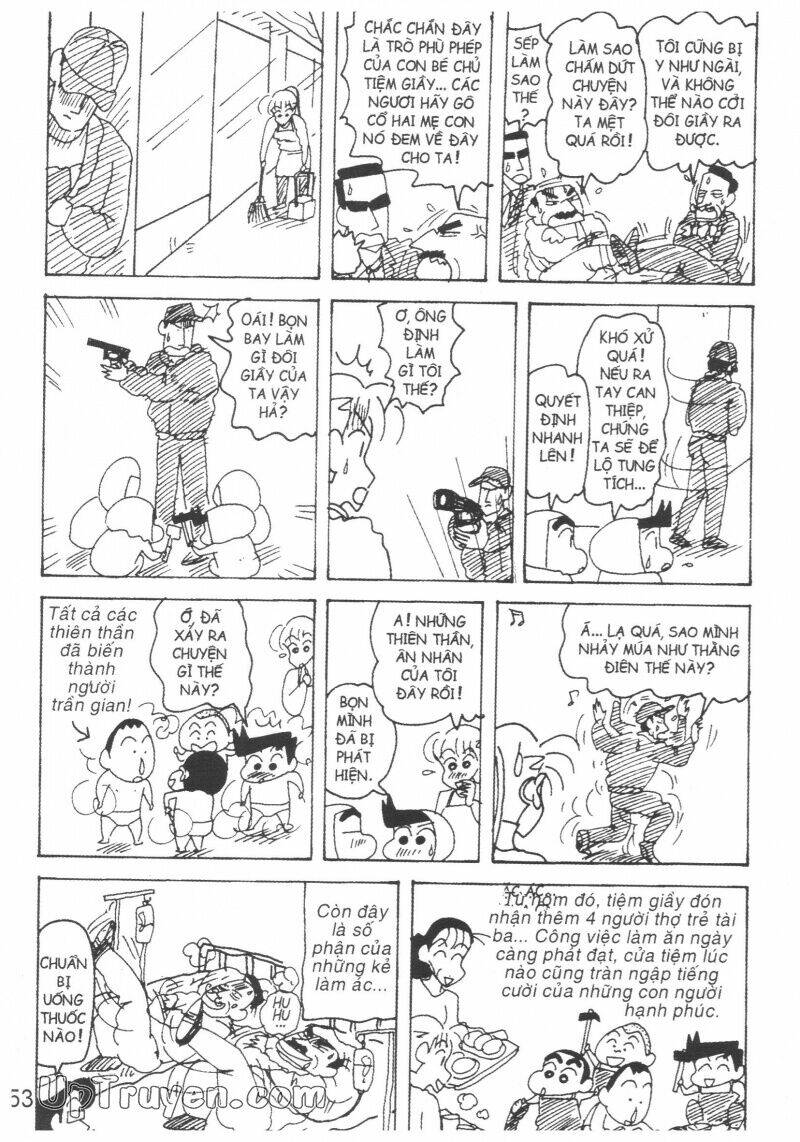 TÔI CŨNG BỊ
Y NHƯ NGÀI,
VÀ KHÔNG
THỂ NÀO CỞI
ĐÔI GIẦY RA
ĐƯỢC.
LÀM SAO
CHẤM DỨT
CHUYỆN
NÀY ĐÂY?
TA MỆT
QUÁ RỒI!
SẾP
LÀM
SAO
THẾ
?
CHẮC CHẮN ĐÂY
LÀ TRÒ PHÙ PHÉP
CỦA CON BÉ CHỦ
TIỆM GIẦY... CÁC
NGƯƠI HÃY GÔ
CỔ HAI MẸ CON
NÓ ĐEM VỀ ĐÂY
CHO TA!
KHÓ XỬ
QUÁ!
NẾU RA
TAY CAN
THIỆP,
CHÚNG
TA SẼ ĐỂ
LỘ TUNG
TÍCH...
QUYẾT
ĐỊNH
NHANH
LÊN!
Ơ, ÔNG
ĐỊNH
LÀM
GÌ TÔI
THẾ?
OÁI! BỌN
BAY LÀM
GÌ ĐÔI
GIẦY CỦA
TA VẬY
HẢ?
Á... LẠ QUÁ, SAO MÌNH
NHẢY MÚA NHƯ THẰNG
ĐIÊN THẾ NÀY?
A! NHỮNG
THIÊN THẦN,
ÂN NHÂN
CỦA TÔI
ĐÂY RỒI!
BỌN
MÌNH
ĐÃ BỊ
PHÁT
HIỆN.
Ớ, ĐÃ
XẢY RA
CHUYỆN
GÌ THẾ
NÀY?
Tất cả các
thiên thần
đã biến
thành
người
trần gian!
Từ hôm đó, tiệm giầy đón
nhận thêm 4 người thợ trẻ tài
ba... Công việc làm ăn ngày
càng phát đạt, cửa tiệm lúc
nào cũng tràn ngập tiếng
cười của những con người
hạnh phúc.
Còn đây
là số
phận của
những kẻ
làm ác...
HU
HU
...
CHUẨN
BỊ
UỐNG
THUỐC
NÀO!
53
UpTruyen.com